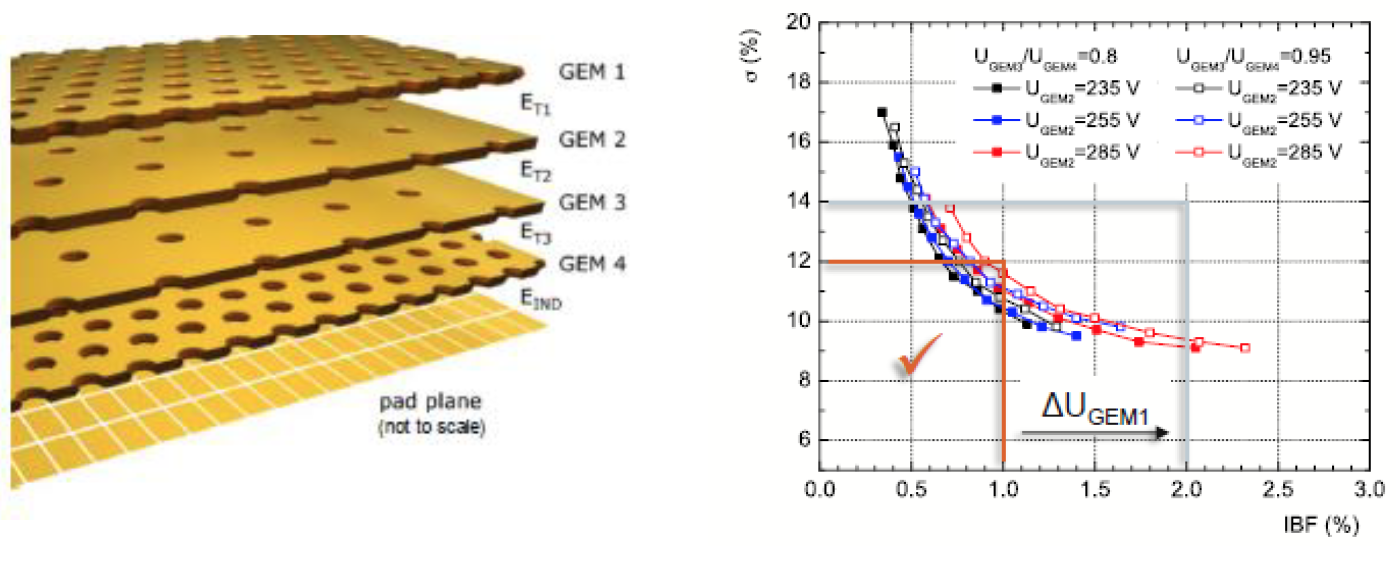 GEM 1
E_T1
GEM 2
E_T2
GEM 3
E_T3
GEM 4
E_IND
pad plane
(not to scale)
σ (%)
20
18
16
14
12
10
8
6
U_GEM3/U_GEM4=0.8 U_GEM3/U_GEM4=0.95
U_GEM2=235 V U_GEM2=235 V
U_GEM2=255 V U_GEM2=255 V
U_GEM2=285 V U_GEM2=285 V
ΔU_GEM1
0.0 0.5 1.0 1.5 2.0 2.5 3.0
IBF (%)